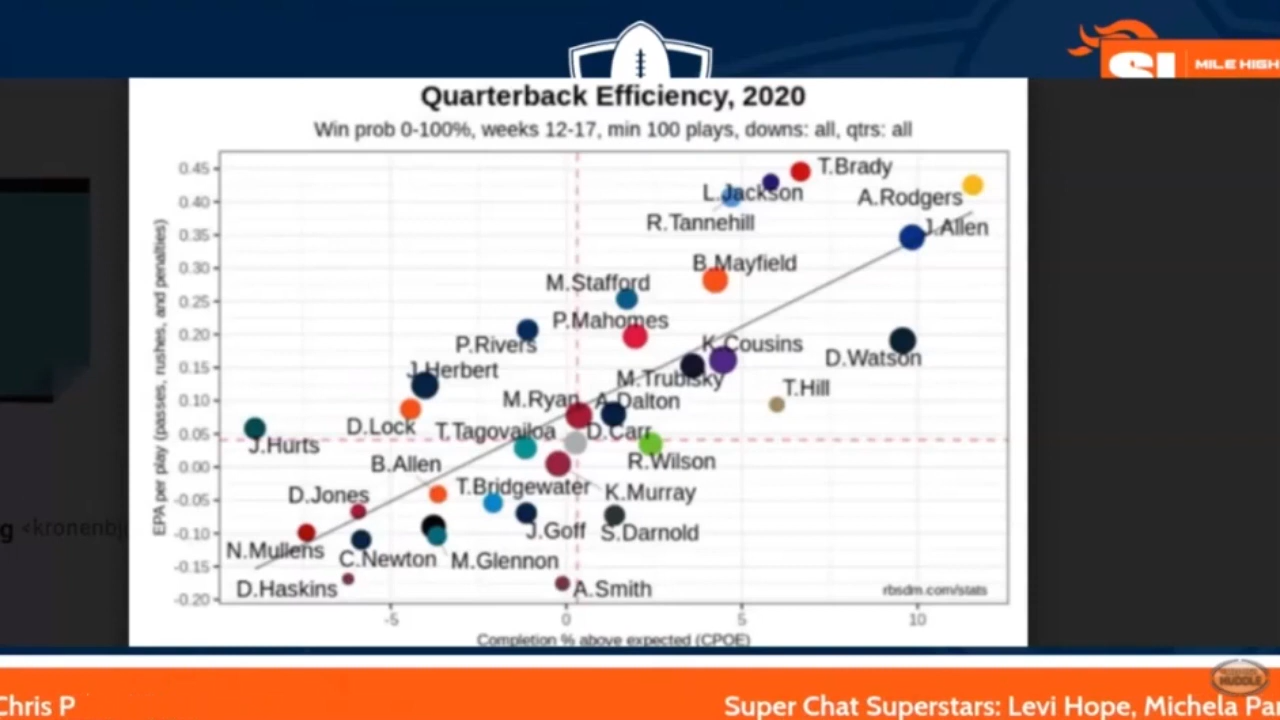 SI MILE HIGH
Quarterback Efficiency, 2020
Win prob 0-100%, weeks 12-17, min 100 plays, downs: all, qtrs: all
EPA per play (passes, rushes, and penalties)
0.45
0.40
0.35
0.30
0.25
0.20
0.15
0.10
0.05
0.00
-0.05
-0.10
-0.15
-0.20
T.Brady
L.Jackson
A.Rodgers
R.Tannehill
J.Allen
B.Mayfield
M.Stafford
P.Mahomes
P.Rivers
K.Cousins
D.Watson
J.Herbert
M.Trubisky
T.Hill
M.Ryan
A.Dalton
D.Lock
T.Tagovailoa
D.Carr
J.Hurts
B.Allen
R.Wilson
D.Jones
T.Bridgewater
K.Murray
J.Goff
S.Darnold
N.Mullens
C.Newton
M.Glennon
D.Haskins
A.Smith
rbsdm.com/stats
-5
0
5
10
Completion % above expected (CPOE)
g <kronenbj
HUDDLE
Chris P
Super Chat Superstars: Levi Hope, Michela Par